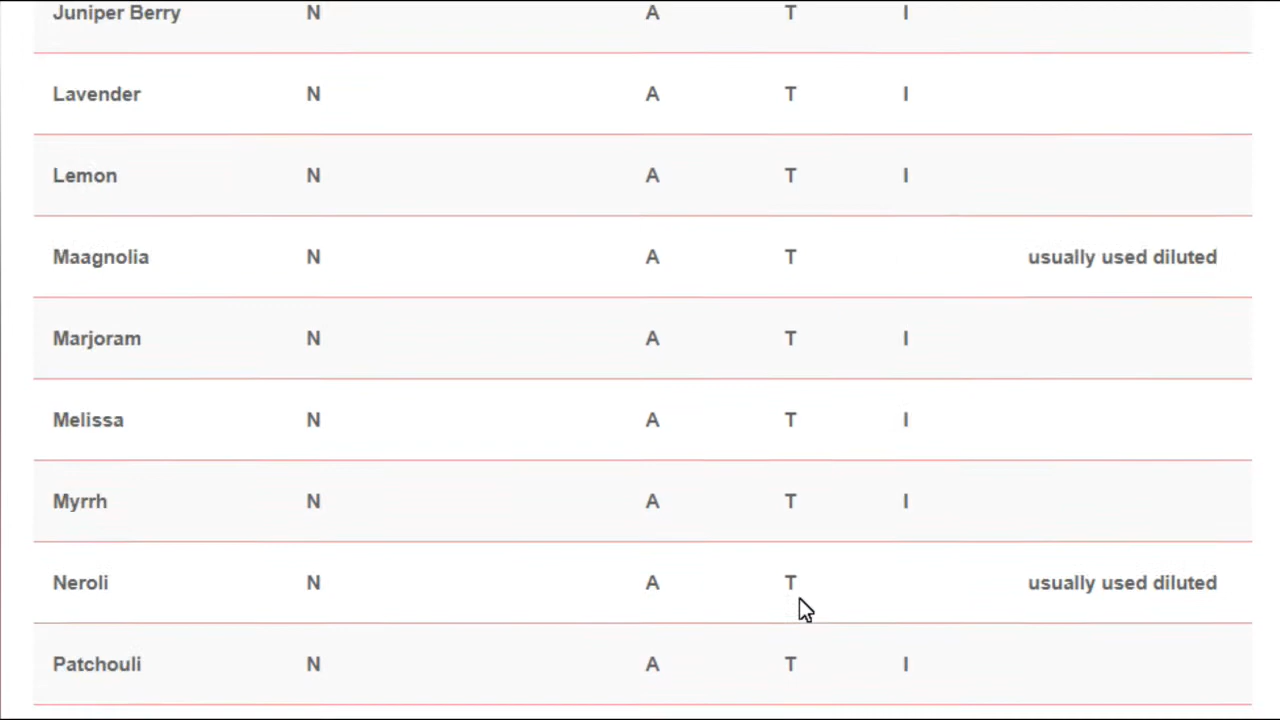 Juniper Berry N A T I
Lavender N A T I
Lemon N A T I
Maagnolia N A T usually used diluted
Marjoram N A T I
Melissa N A T I
Myrrh N A T I
Neroli N A T usually used diluted
Patchouli N A T I